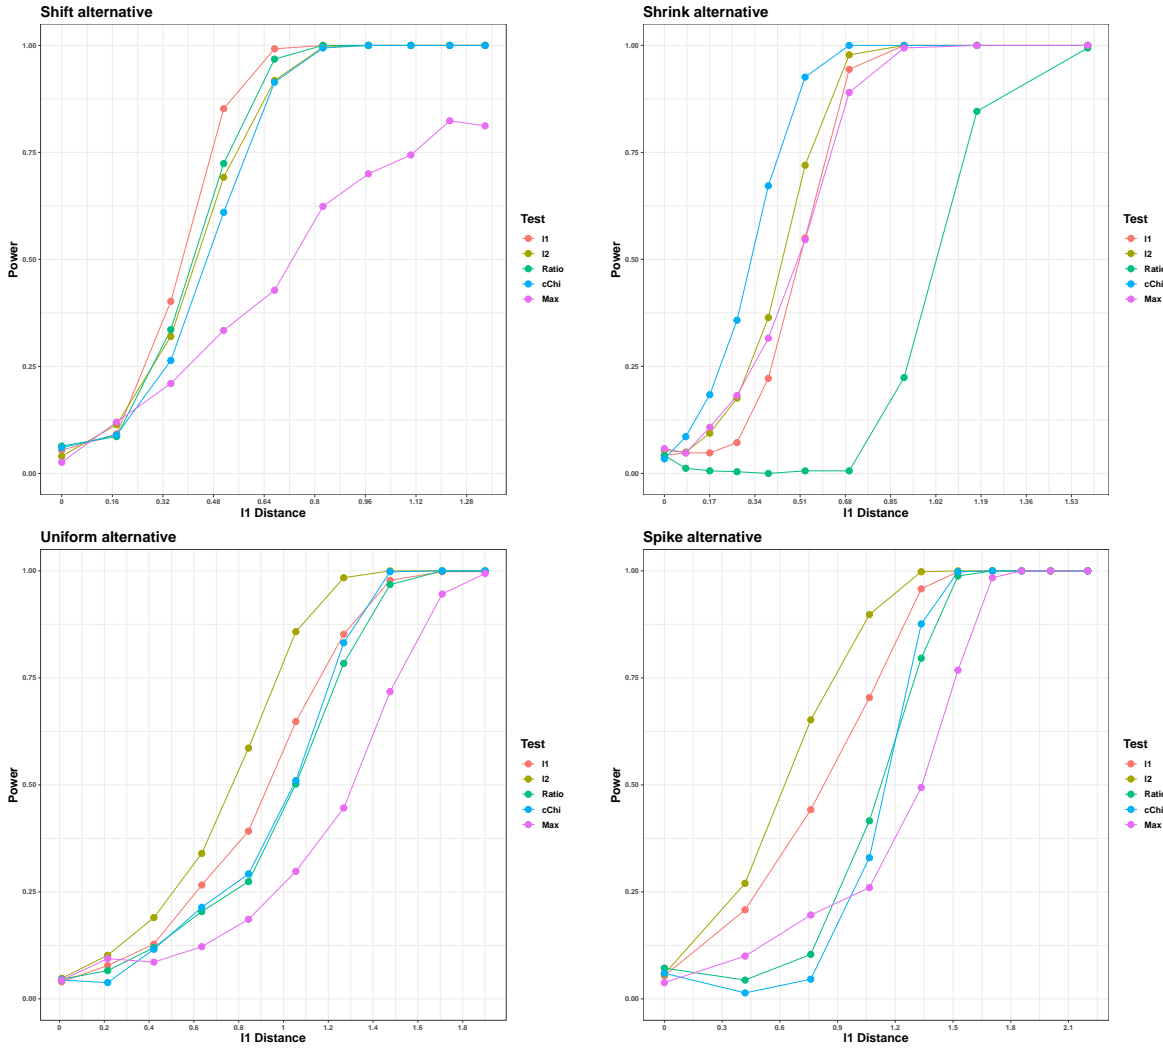 Shift alternative
Power
1.00
0.75
0.50
0.25
0.00
0 0.16 0.32 0.48 0.64 0.8 0.96 1.12 1.28
l1 Distance
Test
l1
l2
Ratio
cChi
Max
Shrink alternative
Power
1.00
0.75
0.50
0.25
0.00
0 0.17 0.34 0.51 0.68 0.85 1.02 1.19 1.36 1.53
l1 Distance
Test
l1
l2
Ratio
cChi
Max
Uniform alternative
Power
1.00
0.75
0.50
0.25
0.00
0 0.2 0.4 0.6 0.8 1 1.2 1.4 1.6 1.8
l1 Distance
Test
l1
l2
Ratio
cChi
Max
Spike alternative
Power
1.00
0.75
0.50
0.25
0.00
0 0.3 0.6 0.9 1.2 1.5 1.8 2.1
l1 Distance
Test
l1
l2
Ratio
cChi
Max